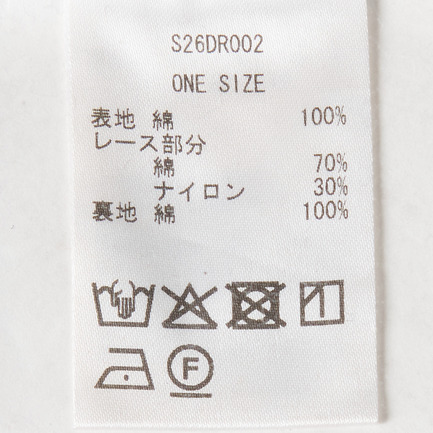 S26DR002
ONE SIZE
表地 綿 100%
レース部分
綿 70%
ナイロン 30%
裏地 綿 100%
F